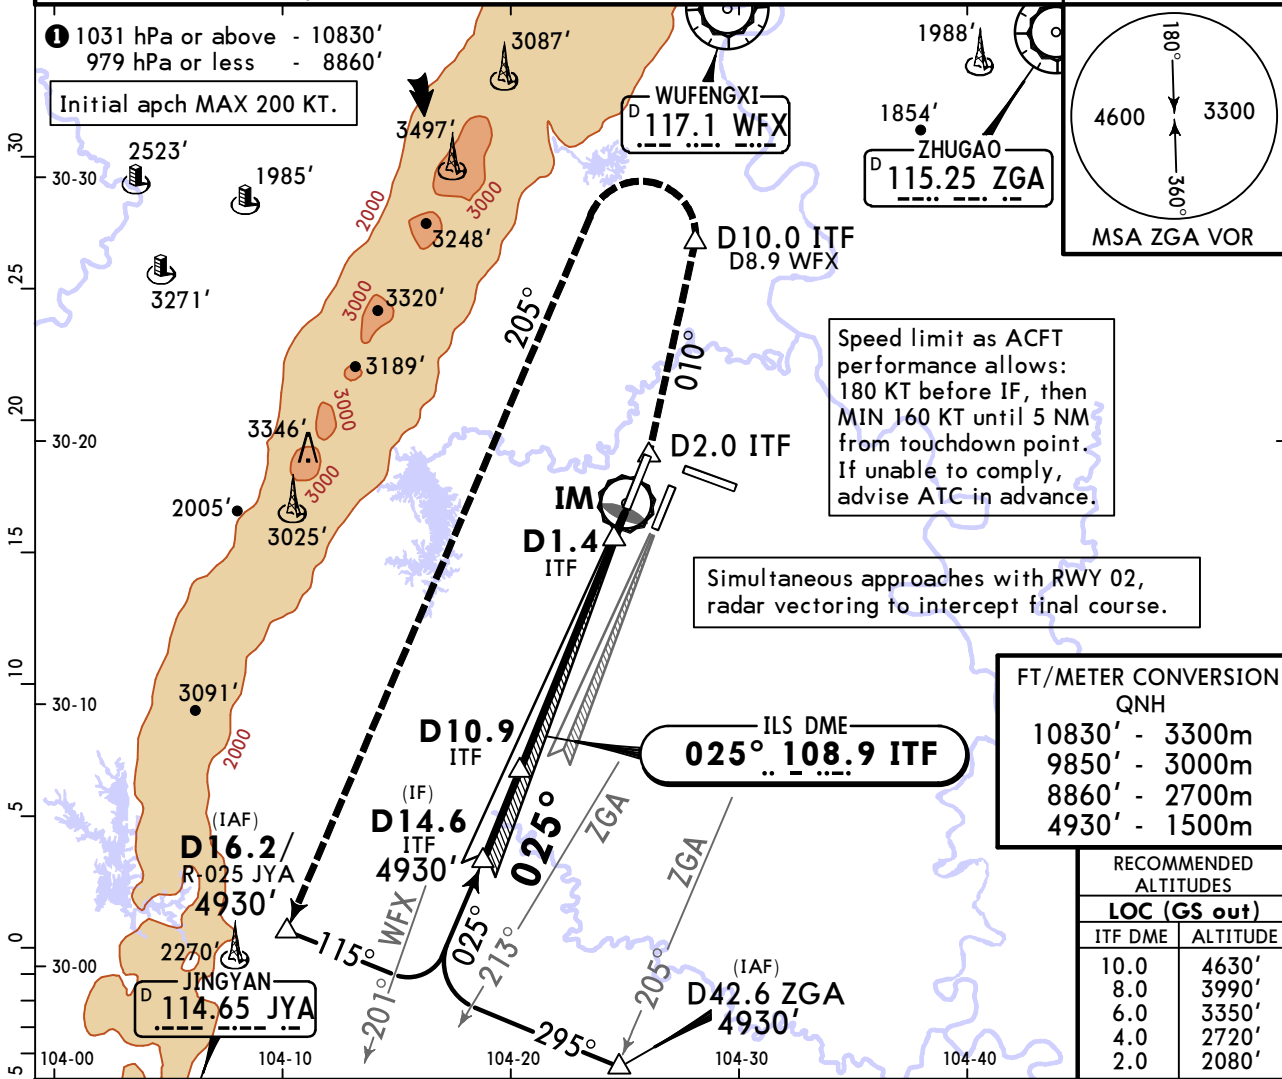 ❶ 1031 hPa or above - 10830'
979 hPa or less - 8860'
Initial apch MAX 200 KT.
3087'
WUFENGXI
D 117.1 WFX
1988'
1854'
ZHUGAO
D 115.25 ZGA
180°
4600
3300
360°
MSA ZGA VOR
30
30-30
2523'
1985'
3271'
3497'
2000
3000
3248'
3000
3320'
3189'
3000
3346'
3000
3025'
2005'
25
20
30-20
15
205°
D10.0 ITF
D8.9 WFX
010°
D2.0 ITF
IM
D1.4
ITF
Speed limit as ACFT
performance allows:
180 KT before IF, then
MIN 160 KT until 5 NM
from touchdown point.
If unable to comply,
advise ATC in advance.
Simultaneous approaches with RWY 02,
radar vectoring to intercept final course.
10
30-10
3091'
2000
D10.9
ITF
ILS DME
025° 108.9 ITF
FT/METER CONVERSION
QNH
10830' - 3300m
9850' - 3000m
8860' - 2700m
4930' - 1500m
5
(IAF)
D16.2/
R-025 JYA
4930'
(IF)
D14.6
ITF
4930'
025°
ZGA
ZGA
RECOMMENDED
ALTITUDES
LOC (GS out)
ITF DME ALTITUDE
10.0 4630'
8.0 3990'
6.0 3350'
4.0 2720'
2.0 2080'
0
30-00
2270'
JINGYAN
D 114.65 JYA
115°
WFX
201°
025°
213°
205°
295°
(IAF)
D42.6 ZGA
4930'
5
104-00
104-10
104-20
104-30
104-40